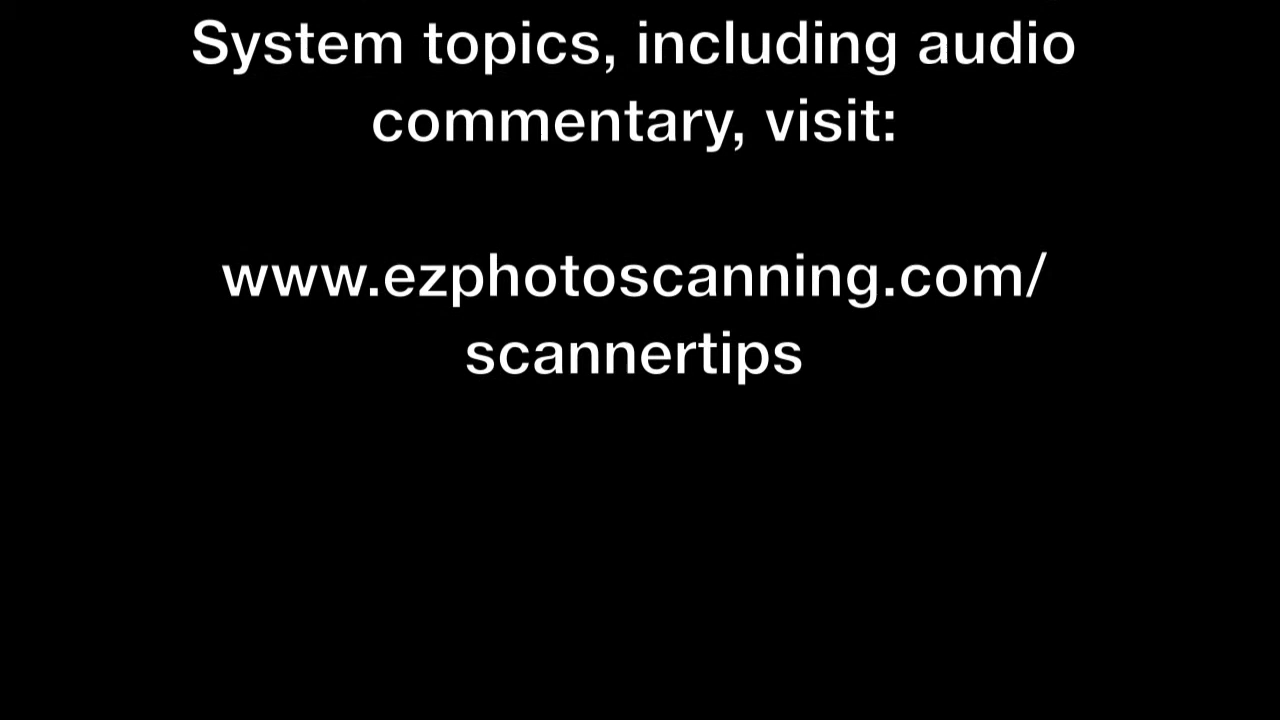 System topics, including audio
commentary, visit:
www.ezphotoscanning.com/
scannertips